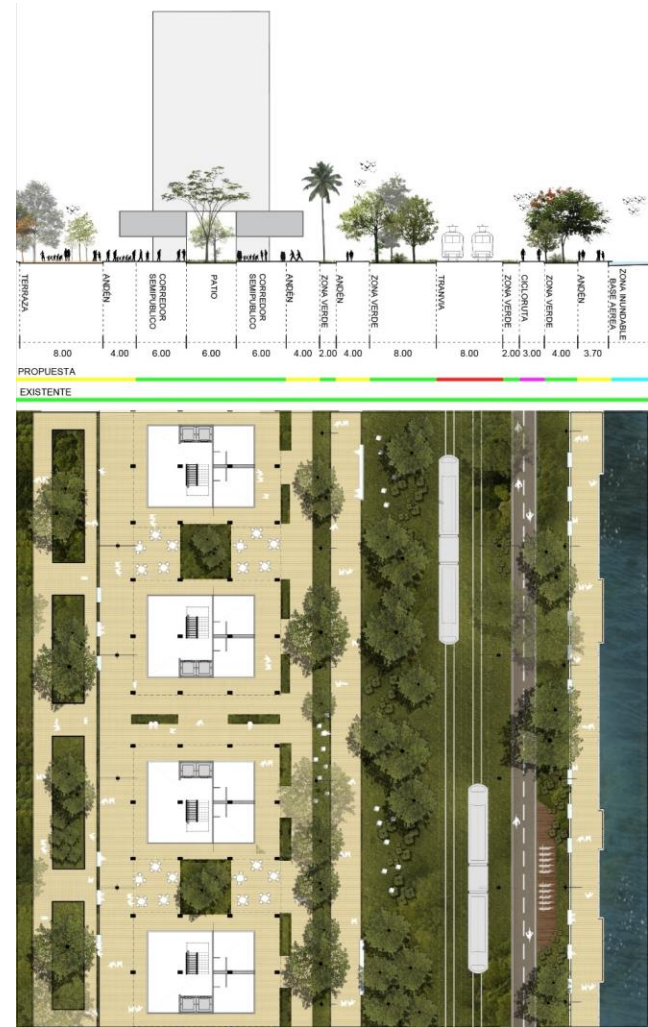 TERRAZA
ANDÉN
CORREDOR
SEMIPUBLICO
PATIO
CORREDOR
SEMIPUBLICO
ANDÉN
ZONA VERDE
ANDÉN
ZONA VERDE
TRANVIA
ZONA VERDE
CICLORUTA
ZONA VERDE
ANDÉN
ZONA INUNDABLE
BASE AEREA
8.00 4.00 6.00 6.00 6.00 4.00 2.00 4.00 8.00 8.00 2.00 3.00 4.00 3.70
PROPUESTA
EXISTENTE